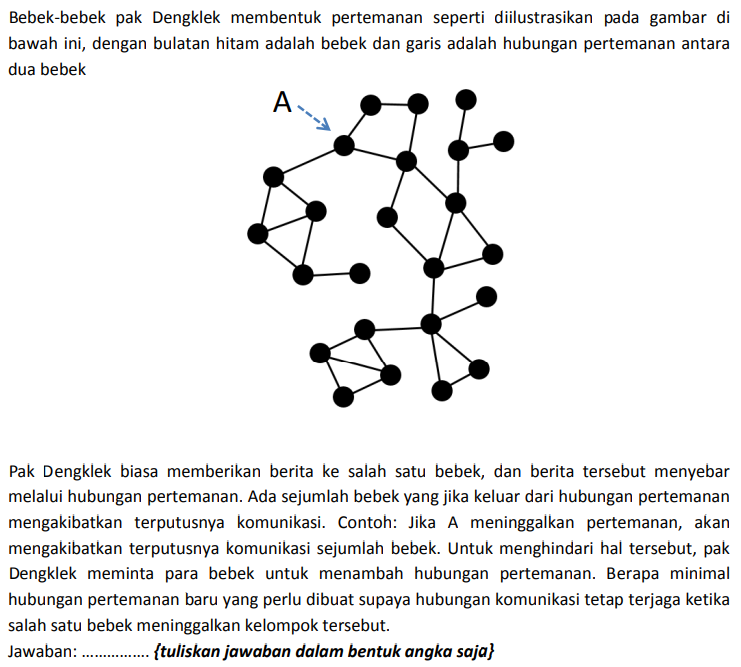 Bebek-bebek pak Dengklek membentuk pertemanan seperti diilustrasikan pada gambar di
bawah ini, dengan bulatan hitam adalah bebek dan garis adalah hubungan pertemanan antara
dua bebek
A
Pak Dengklek biasa memberikan berita ke salah satu bebek, dan berita tersebut menyebar
melalui hubungan pertemanan. Ada sejumlah bebek yang jika keluar dari hubungan pertemanan
mengakibatkan terputusnya komunikasi. Contoh: Jika A meninggalkan pertemanan, akan
mengakibatkan terputusnya komunikasi sejumlah bebek. Untuk menghindari hal tersebut, pak
Dengklek meminta para bebek untuk menambah hubungan pertemanan. Berapa minimal
hubungan pertemanan baru yang perlu dibuat supaya hubungan komunikasi tetap terjaga ketika
salah satu bebek meninggalkan kelompok tersebut.
Jawaban: ................ {tuliskan jawaban dalam bentuk angka saja}